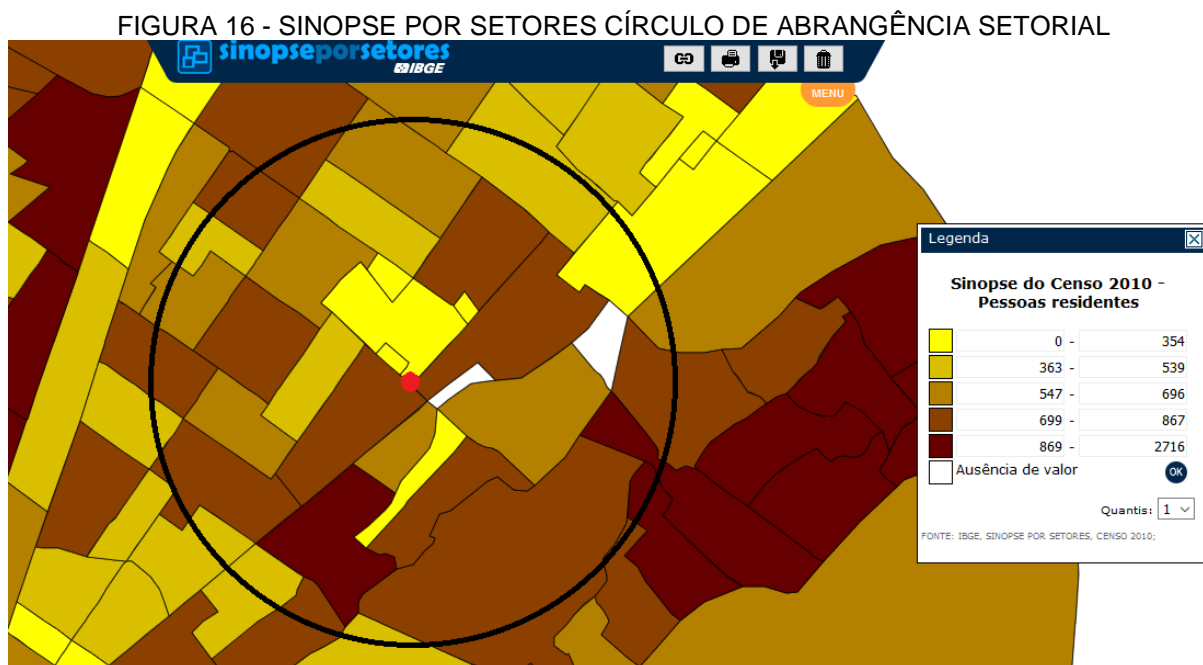 FIGURA 16 - SINOPSE POR SETORES CÍRCULO DE ABRANGÊNCIA SETORIAL
sinopseporsetores
IBGE
MENU
Legenda
Sinopse do Censo 2010 -
Pessoas residentes
0 - 354
363 - 539
547 - 696
699 - 867
869 - 2716
Ausência de valor OK
Quantis: 1
FONTE: IBGE, SINOPSE POR SETORES, CENSO 2010;